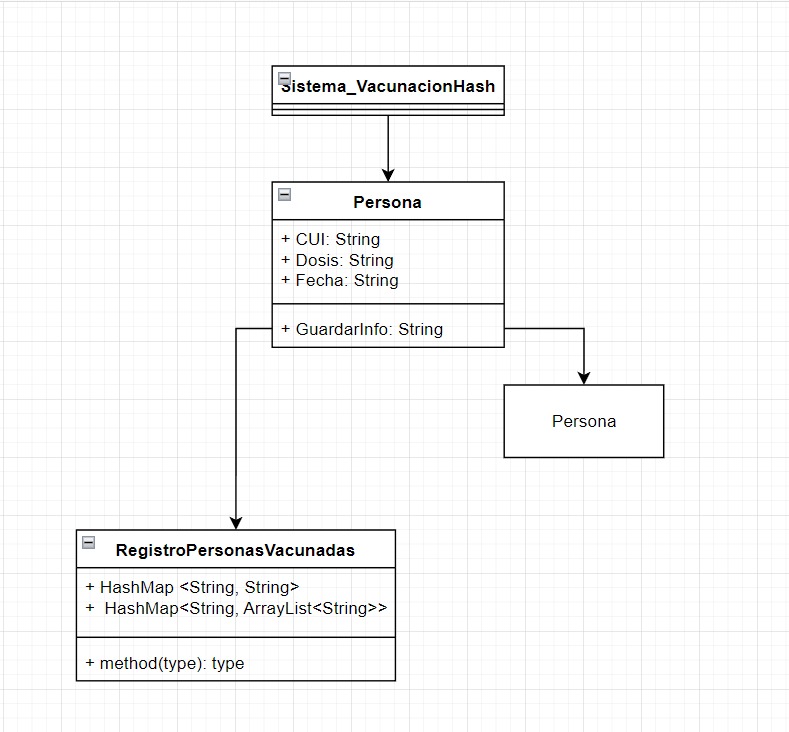 Sistema_VacunacionHash
Persona
+ CUI: String
+ Dosis: String
+ Fecha: String
+ GuardarInfo: String
Persona
RegistroPersonasVacunadas
+ HashMap <String, String>
+ HashMap<String, ArrayList<String>>
+ method(type): type